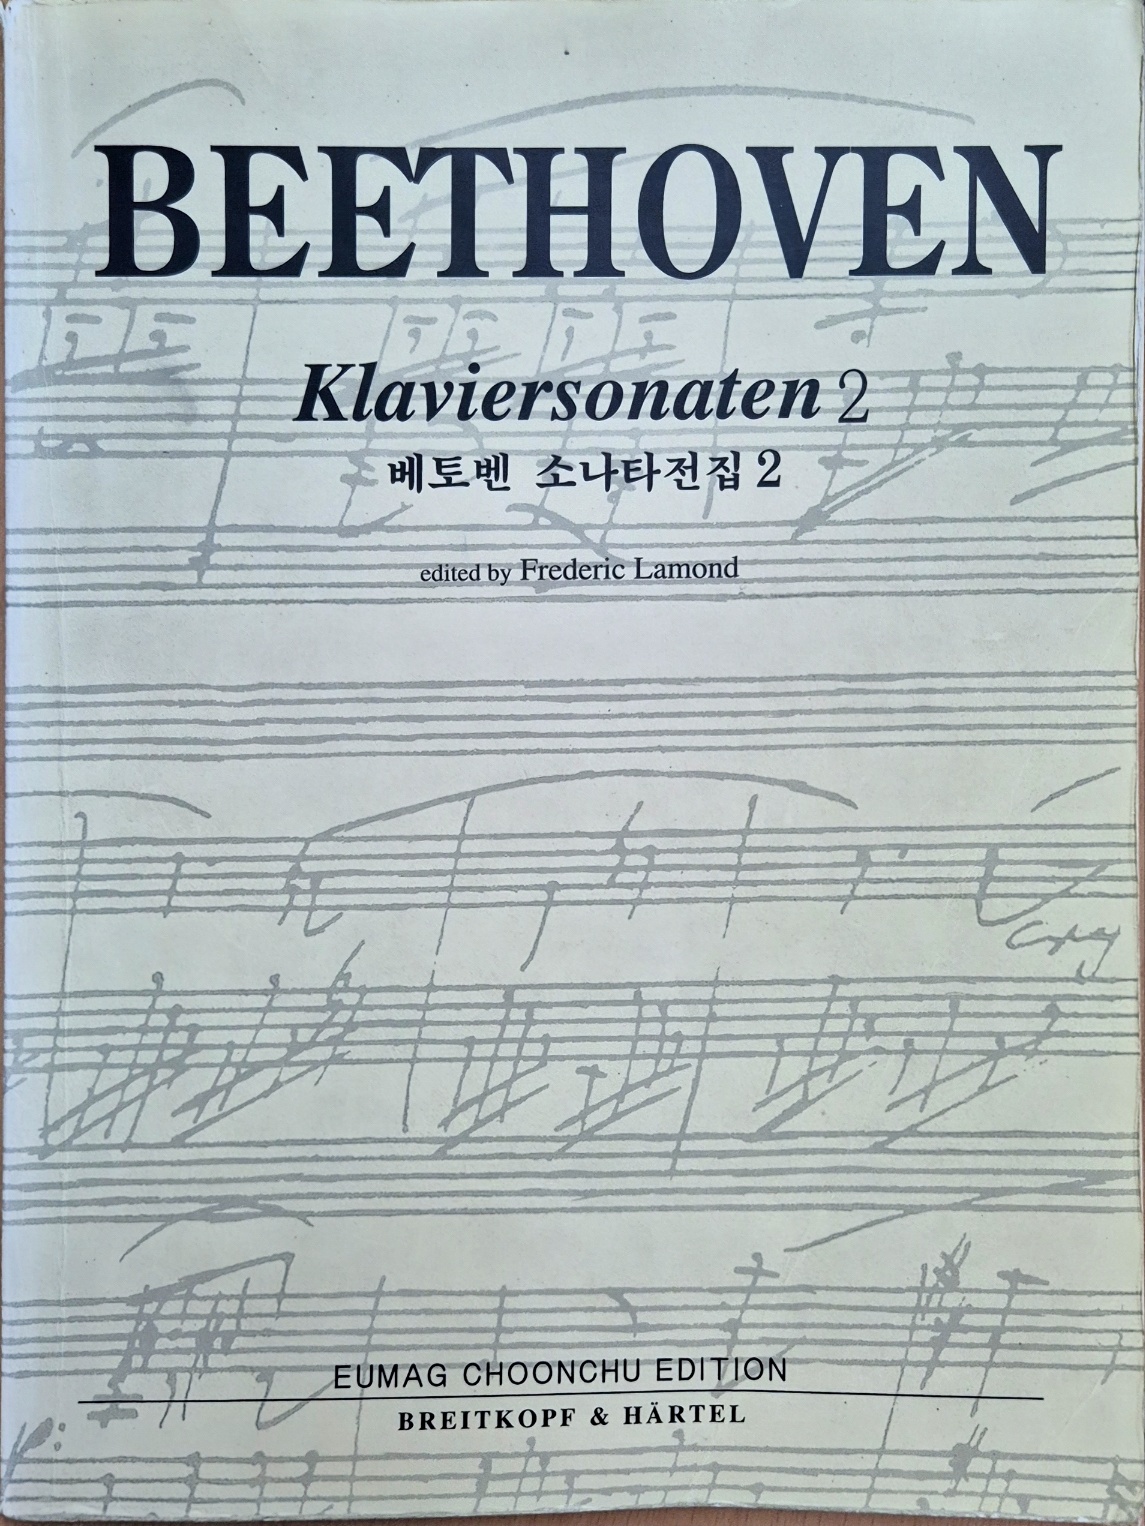 BEETHOVEN
Klaviersonaten 2
베토벤 소나타전집 2
edited by Frederic Lamond
EUMAG CHOONCHU EDITION
BREITKOPF & HÄRTEL